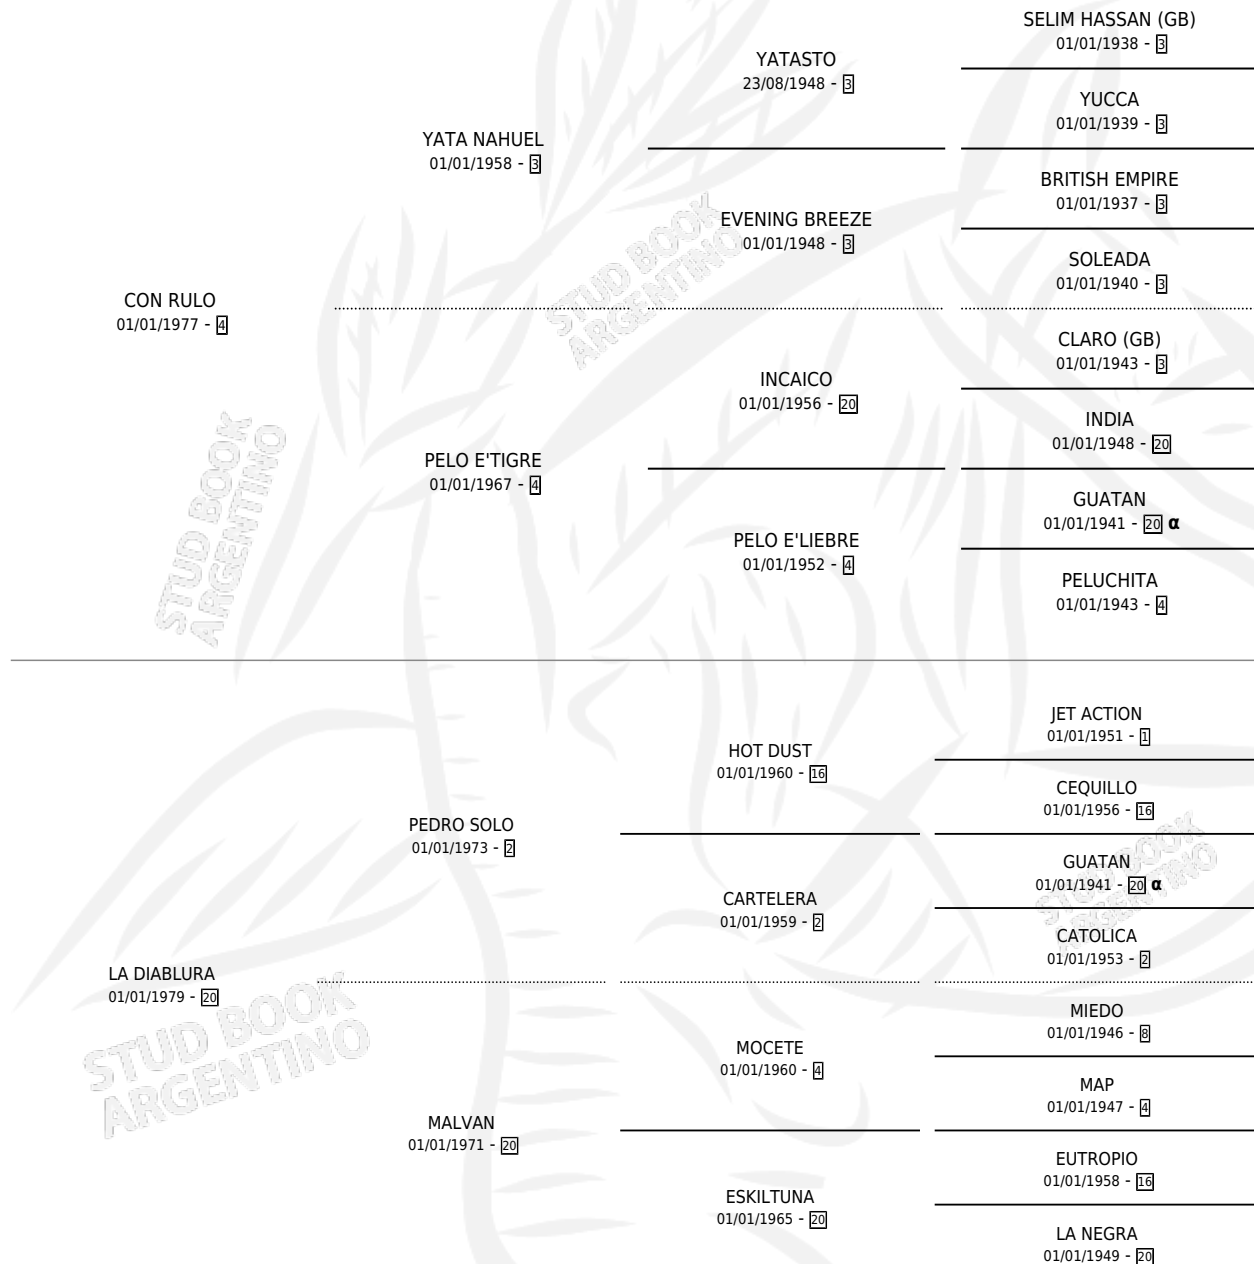 SELIM HASSAN (GB)
01/01/1938 - 3
YATASTO
23/08/1948 - 3
YUCCA
01/01/1939 - 3
YATA NAHUEL
01/01/1958 - 3
BRITISH EMPIRE
01/01/1937 - 3
EVENING BREEZE
01/01/1948 - 3
SOLEADA
01/01/1940 - 3
CON RULO
01/01/1977 - 4
CLARO (GB)
01/01/1943 - 3
INCAICO
01/01/1956 - 20
INDIA
01/01/1948 - 20
PELO E'TIGRE
01/01/1967 - 4
GUATAN
01/01/1941 - 20 α
PELO E'LIEBRE
01/01/1952 - 4
PELUCHITA
01/01/1943 - 4
JET ACTION
01/01/1951 - 1
HOT DUST
01/01/1960 - 16
CEQUILLO
01/01/1956 - 16
PEDRO SOLO
01/01/1973 - 2
GUATAN
01/01/1941 - 20 α
CARTELERA
01/01/1959 - 2
CATOLICA
01/01/1953 - 2
LA DIABLURA
01/01/1979 - 20
MIEDO
01/01/1946 - 8
MOCETE
01/01/1960 - 4
MAP
01/01/1947 - 4
MALVAN
01/01/1971 - 20
EUTROPIO
01/01/1958 - 16
ESKILTUNA
01/01/1965 - 20
LA NEGRA
01/01/1949 - 20
STUD BOOK
ARGENTINO
STUD BOOK
ARGENTINO
STUD BOOK
ARGENTINO
STUD BOOK
ARGENTINO